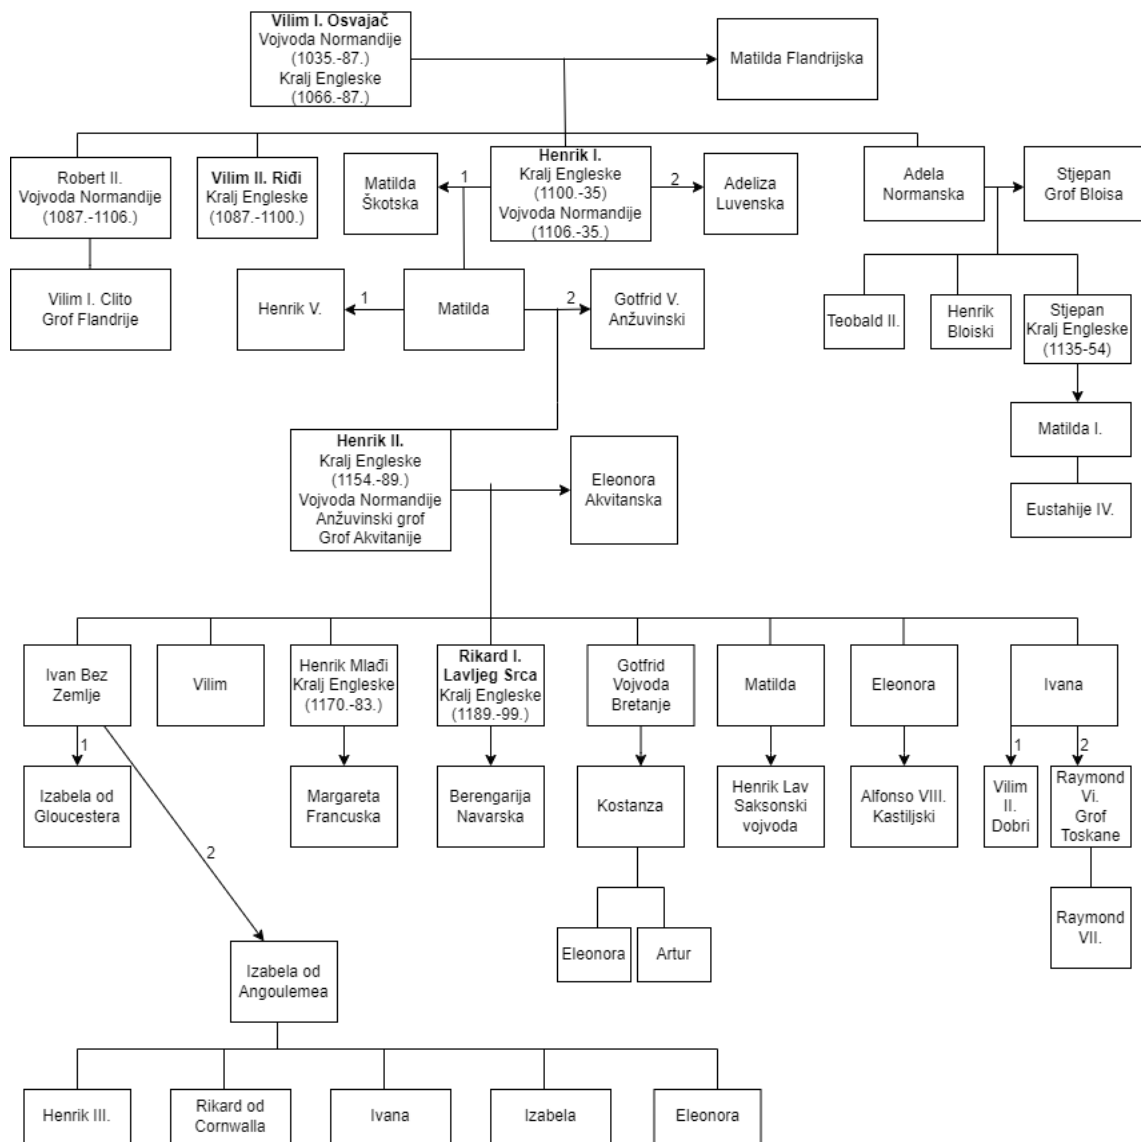 Vilim I. Osvajač
Vojvoda Normandije
(1035.-87.)
Kralj Engleske
(1066.-87.)
Matilda Flandrijska
Robert II.
Vojvoda Normandije
(1087.-1106.)
Vilim II. Riđi
Kralj Engleske
(1087.-1100.)
Matilda
Škotska
1
Henrik I.
Kralj Engleske
(1100.-35)
Vojvoda Normandije
(1106.-35.)
2
Adeliza
Luvenska
Adela
Normanska
Stjepan
Grof Bloisa
Vilim I. Clito
Grof Flandrije
Henrik V.
1
Matilda
2
Gotfrid V.
Anžuvinski
Teobald II.
Henrik
Bloiski
Stjepan
Kralj Engleske
(1135-54)
Matilda I.
Eustahije IV.
Henrik II.
Kralj Engleske
(1154.-89.)
Vojvoda Normandije
Anžuvinski grof
Grof Akvitanije
Eleonora
Akvitanska
Ivan Bez
Zemlje
Vilim
Henrik Mlađi
Kralj Engleske
(1170.-83.)
Rikard I.
Lavljeg Srca
Kralj Engleske
(1189.-99.)
Gotfrid
Vojvoda
Bretanje
Matilda
Eleonora
Ivana
1
1
2
Izabela od
Gloucestera
Margareta
Francuska
Berengarija
Navarska
Kostanza
Henrik Lav
Saksonski
vojvoda
Alfonso VIII.
Kastiljski
Vilim
II.
Dobri
Raymond
Vi.
Grof
Toskane
2
Raymond
VII.
Eleonora
Artur
Izabela od
Angoulemea
Henrik III.
Rikard od
Cornwalla
Ivana
Izabela
Eleonora